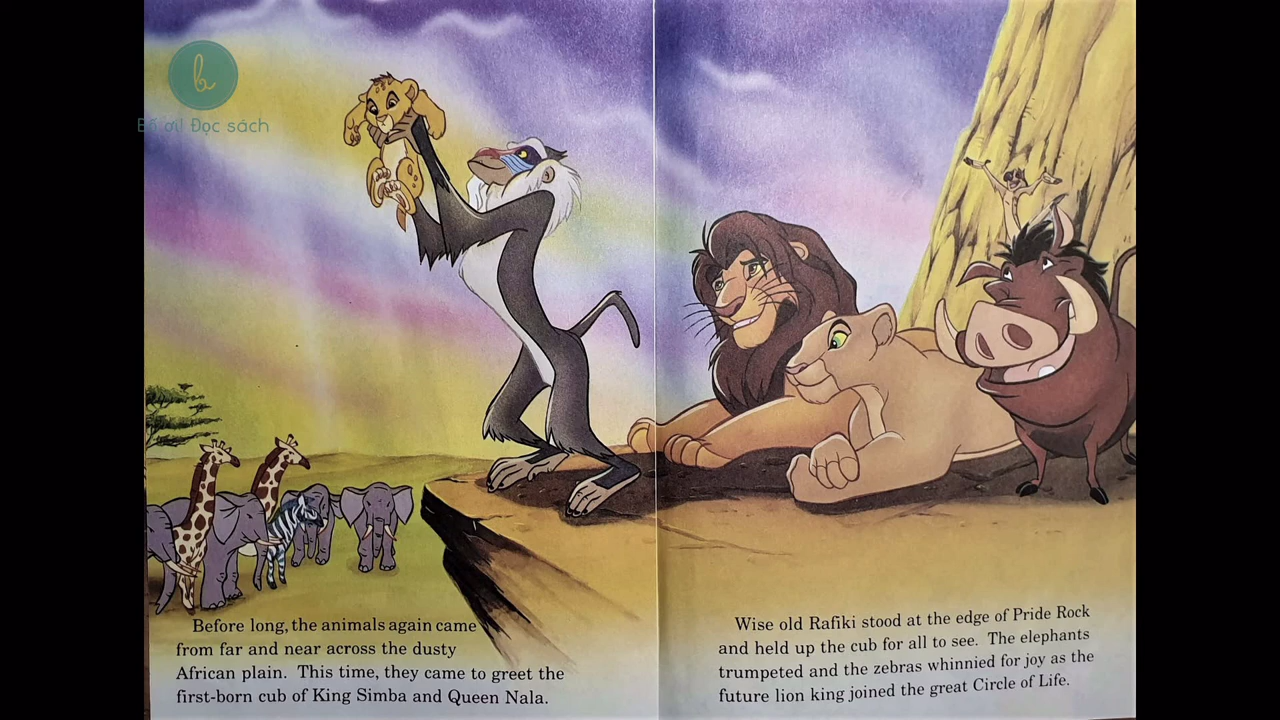 b
Bố ơi! Đọc sách
Before long, the animals again came
from far and near across the dusty
African plain. This time, they came to greet the
first-born cub of King Simba and Queen Nala.
Wise old Rafiki stood at the edge of Pride Rock
and held up the cub for all to see. The elephants
trumpeted and the zebras whinnied for joy as the
future lion king joined the great Circle of Life.